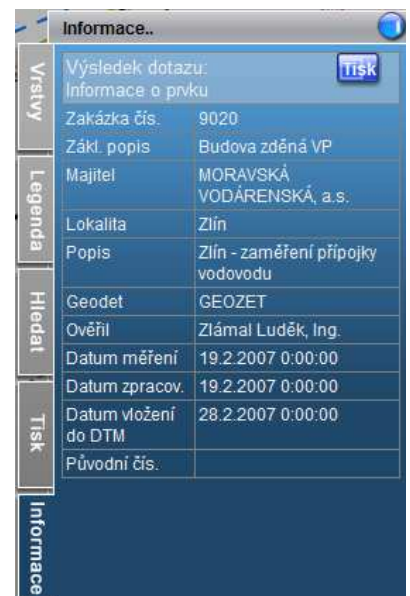 Informace..
Vrstvy
Legenda
Hledat
Tisk
Informace
Výsledek dotazu:
Informace o prvku
Tisk
Zakázka čís. 9020
Zákl. popis Budova zděná VP
Majitel MORAVSKÁ
VODÁRENSKÁ, a.s.
Lokalita Zlín
Popis Zlín - zaměření přípojky
vodovodu
Geodet GEOZET
Ověřil Zlámal Luděk, Ing.
Datum měření 19.2.2007 0:00:00
Datum zpracov. 19.2.2007 0:00:00
Datum vložení 28.2.2007 0:00:00
do DTM
Původní čís.